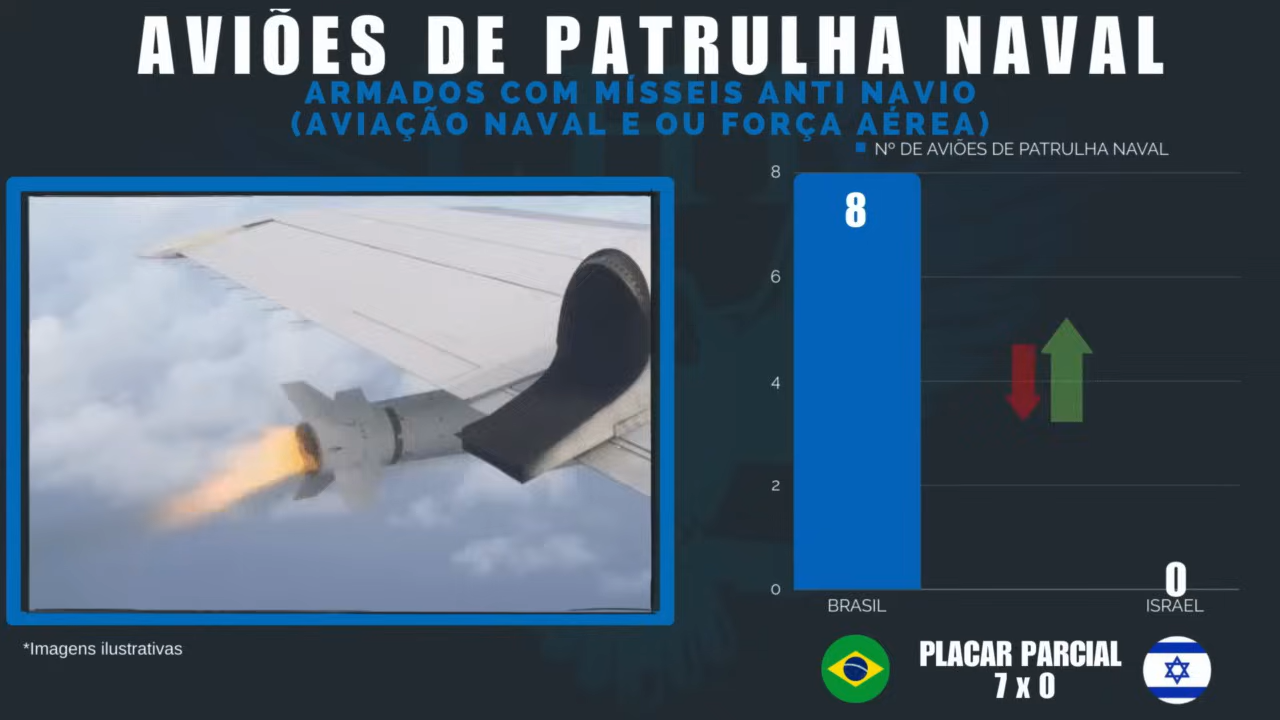 AVIÕES DE PATRULHA NAVAL
ARMADOS COM MÍSSEIS ANTI NAVIO
(AVIAÇÃO NAVAL E OU FORÇA AÉREA)
Nº DE AVIÕES DE PATRULHA NAVAL
8
8
6
4
2
0
0
BRASIL
ISRAEL
*Imagens ilustrativas
PLACAR PARCIAL
7 x 0